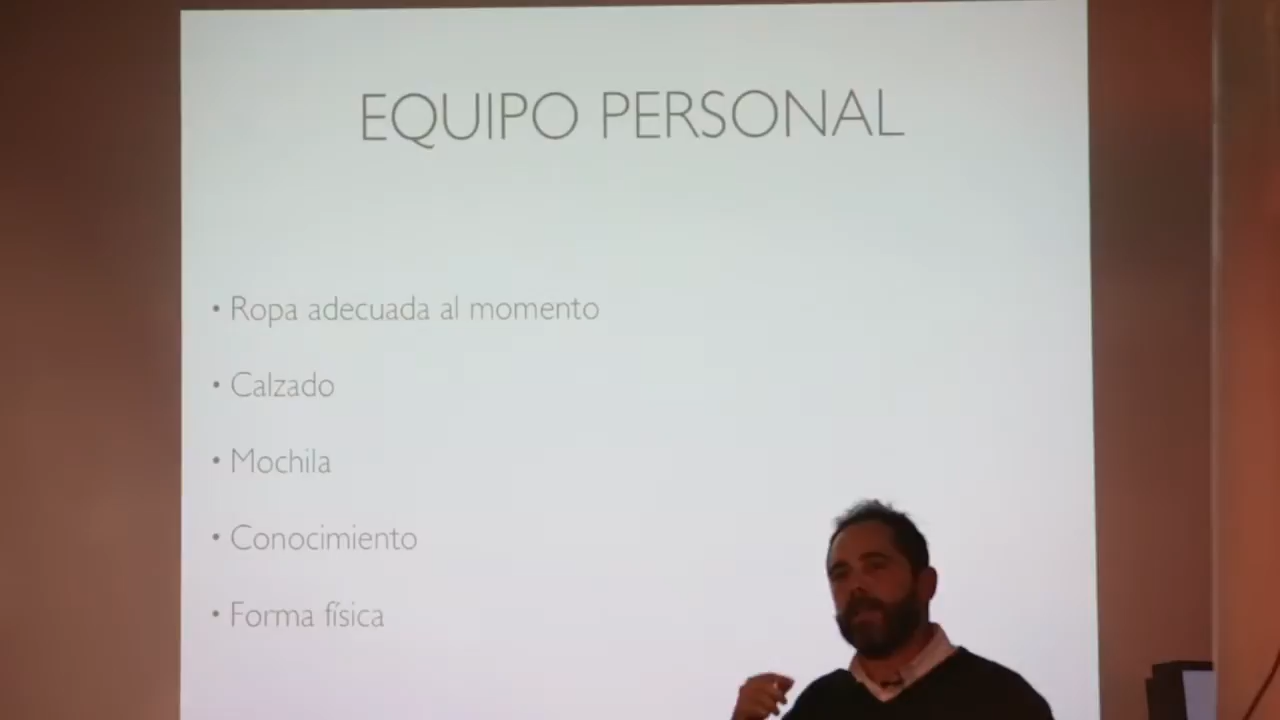 EQUIPO PERSONAL
• Ropa adecuada al momento
• Calzado
• Mochila
• Conocimiento
• Forma física